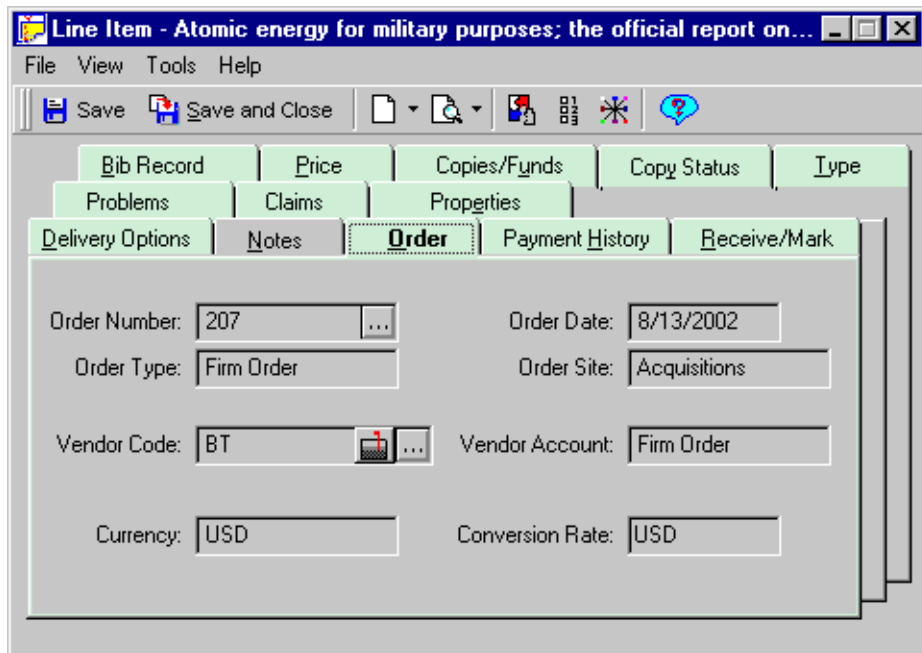 Line Item - Atomic energy for military purposes; the official report on...
File View Tools Help
Save Save and Close
Bib Record Price Copies/Funds Copy Status Type
Problems Claims Properties
Delivery Options Notes Order Payment History Receive/Mark
Order Number: 207 ... Order Date: 8/13/2002
Order Type: Firm Order Order Site: Acquisitions
Vendor Code: BT ... Vendor Account: Firm Order
Currency: USD Conversion Rate: USD